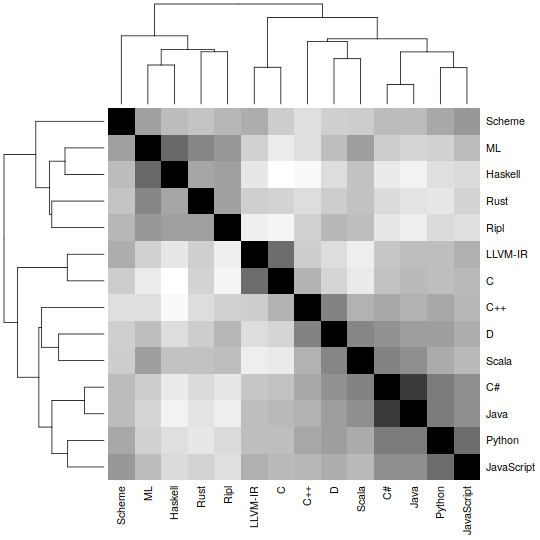 Scheme
ML
Haskell
Rust
Ripl
LLVM-IR
C
C++
D
Scala
C#
Java
Python
JavaScript
Scheme
ML
Haskell
Rust
Ripl
LLVM-IR
C
C++
D
Scala
C#
Java
Python
JavaScript